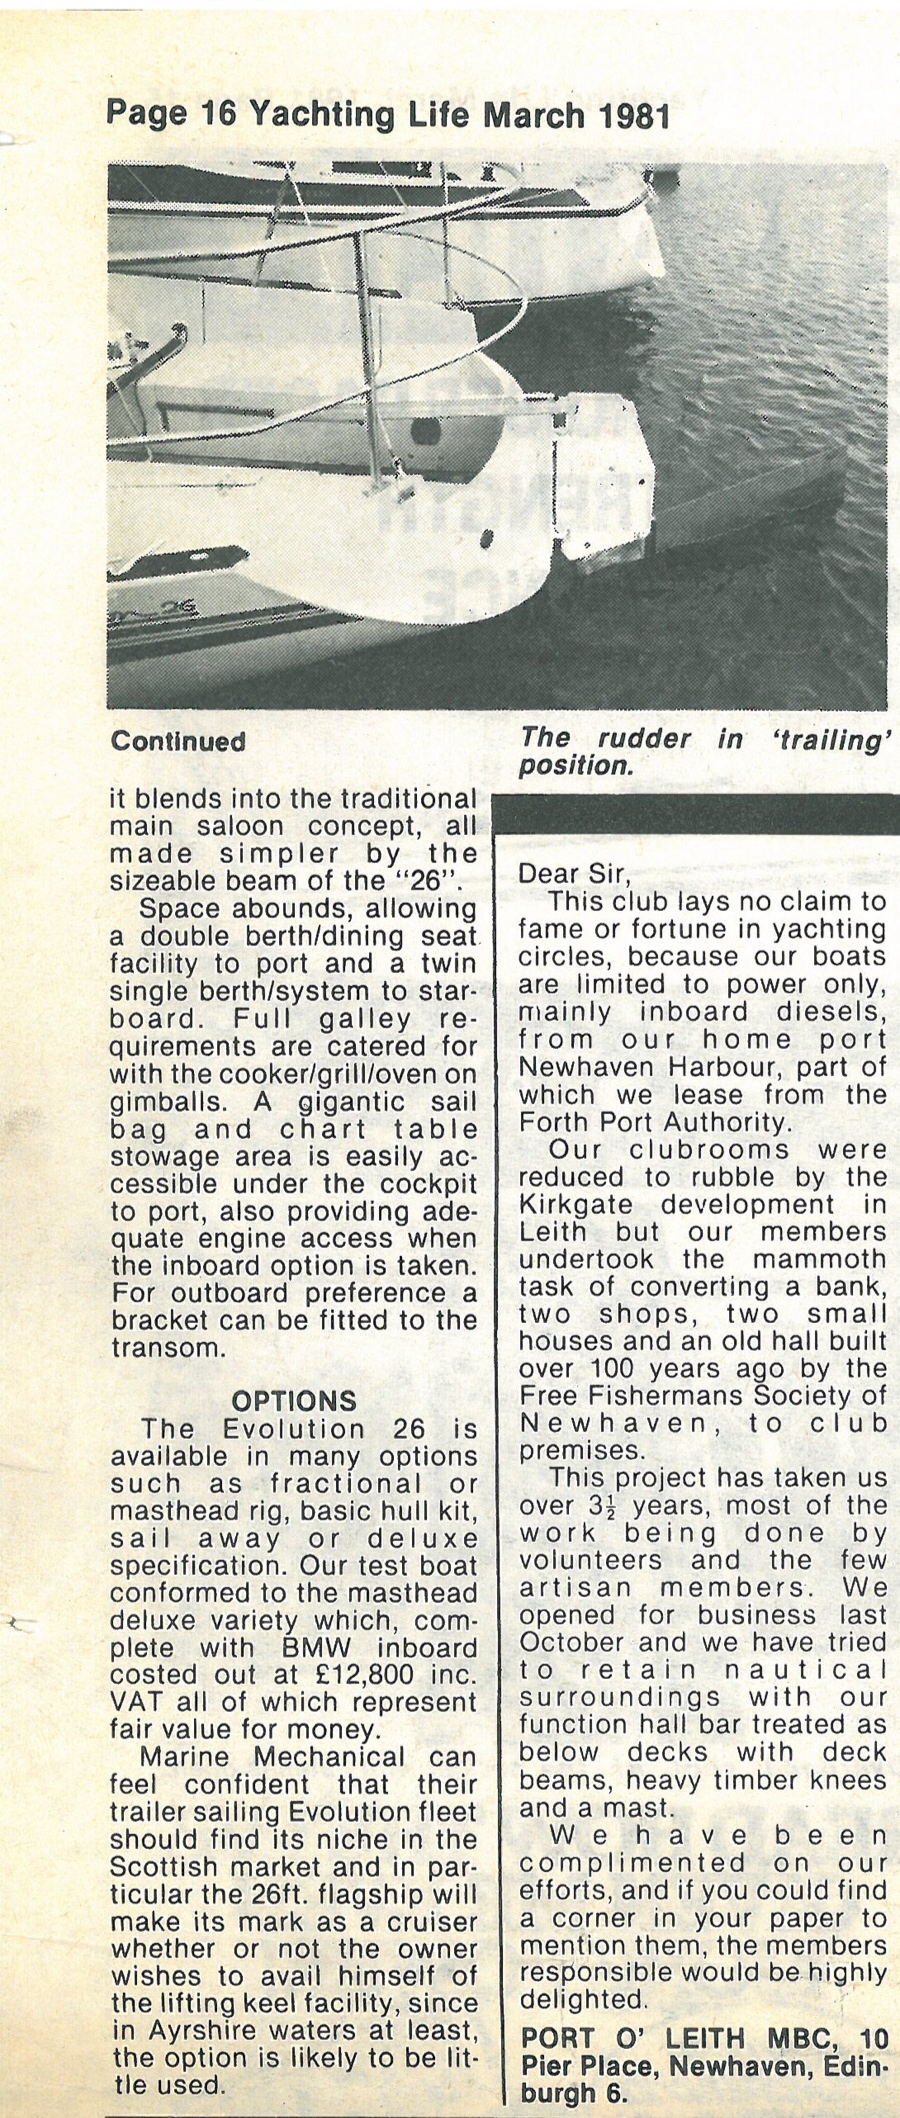 Page 16 Yachting Life March 1981
26
Continued
it blends into the traditional
main saloon concept, all
made simpler by the
sizeable beam of the “26”.
Space abounds, allowing
a double berth/dining seat
facility to port and a twin
single berth/system to star-
board. Full galley re-
quirements are catered for
with the cooker/grill/oven on
gimballs. A gigantic sail
bag and chart table
stowage area is easily ac-
cessible under the cockpit
to port, also providing ade-
quate engine access when
the inboard option is taken.
For outboard preference a
bracket can be fitted to the
transom.
OPTIONS
The Evolution 26 is
available in many options
such as fractional or
masthead rig, basic hull kit,
sail away or deluxe
specification. Our test boat
conformed to the masthead
deluxe variety which, com-
plete with BMW inboard
costed out at £12,800 inc.
VAT all of which represent
fair value for money.
Marine Mechanical can
feel confident that their
trailer sailing Evolution fleet
should find its niche in the
Scottish market and in par-
ticular the 26ft. flagship will
make its mark as a cruiser
whether or not the owner
wishes to avail himself of
the lifting keel facility, since
in Ayrshire waters at least,
the option is likely to be lit-
tle used.
The rudder in ‘trailing’
position.
Dear Sir,
This club lays no claim to
fame or fortune in yachting
circles, because our boats
are limited to power only,
mainly inboard diesels,
from our home port
Newhaven Harbour, part of
which we lease from the
Forth Port Authority.
Our clubrooms were
reduced to rubble by the
Kirkgate development in
Leith but our members
undertook the mammoth
task of converting a bank,
two shops, two small
houses and an old hall built
over 100 years ago by the
Free Fishermans Society of
Newhaven, to club
premises.
This project has taken us
over 3½ years, most of the
work being done by
volunteers and the few
artisan members. We
opened for business last
October and we have tried
to retain nautical
surroundings with our
function hall bar treated as
below decks with deck
beams, heavy timber knees
and a mast.
We have been
complimented on our
efforts, and if you could find
a corner in your paper to
mention them, the members
responsible would be highly
delighted.
PORT O’ LEITH MBC, 10
Pier Place, Newhaven, Edin-
burgh 6.